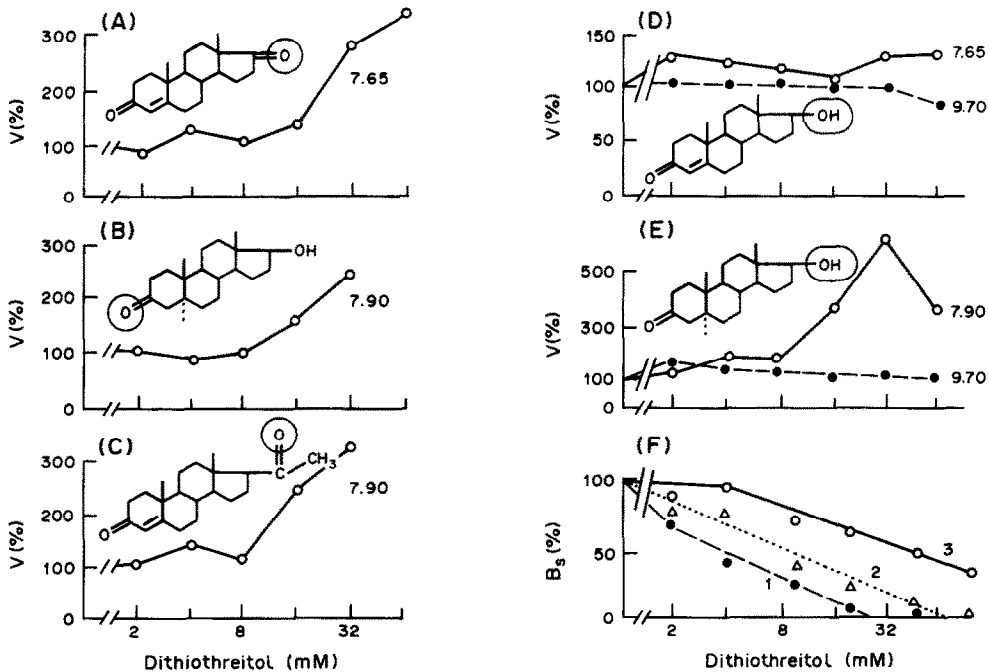 (A)
V(%)
300
200
100
0
O
O
7.65
(B)
V(%)
300
200
100
0
O
OH
7.90
(C)
V(%)
300
200
100
0
O
O
C
CH3
7.90
2
8
32
Dithiothreitol (mM)
(D)
V(%)
150
100
50
0
O
OH
7.65
9.70
(E)
V(%)
500
300
100
0
O
OH
7.90
9.70
(F)
Bs(%)
100
50
0
1
2
3
2
8
32
Dithiothreitol (mM)